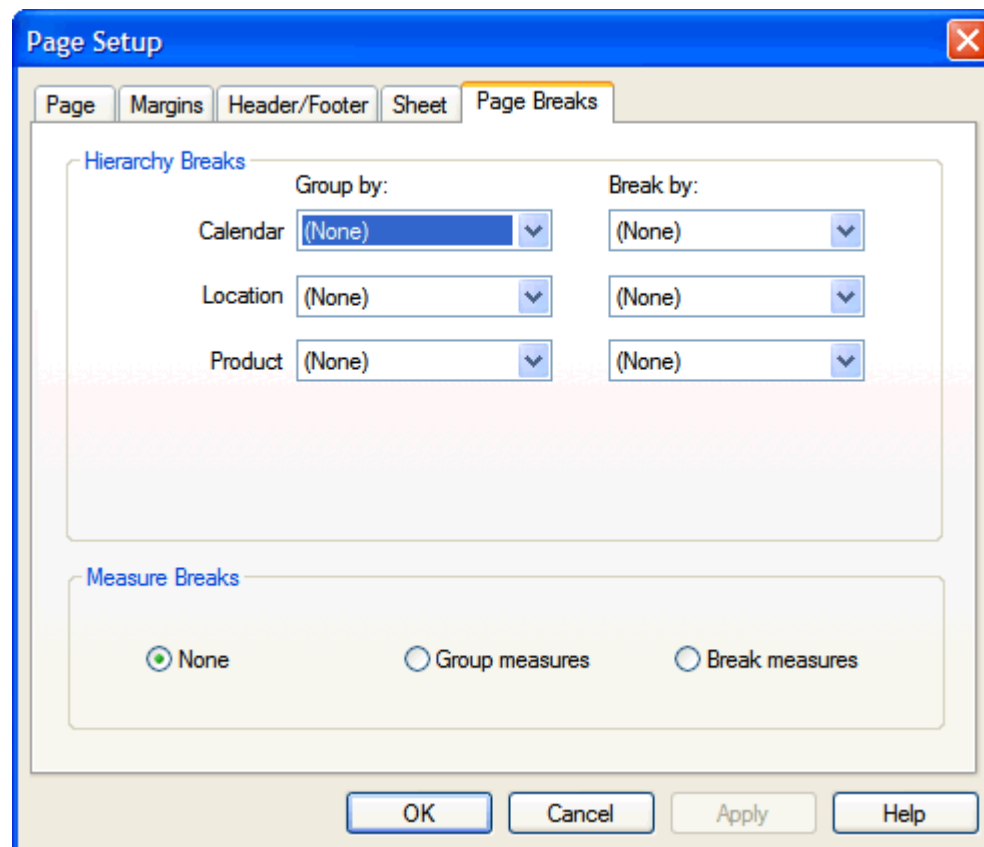 Page Setup
Page Margins Header/Footer Sheet Page Breaks
Hierarchy Breaks
Group by: Break by:
Calendar (None) (None)
Location (None) (None)
Product (None) (None)
Measure Breaks
None Group measures Break measures
OK Cancel Apply Help